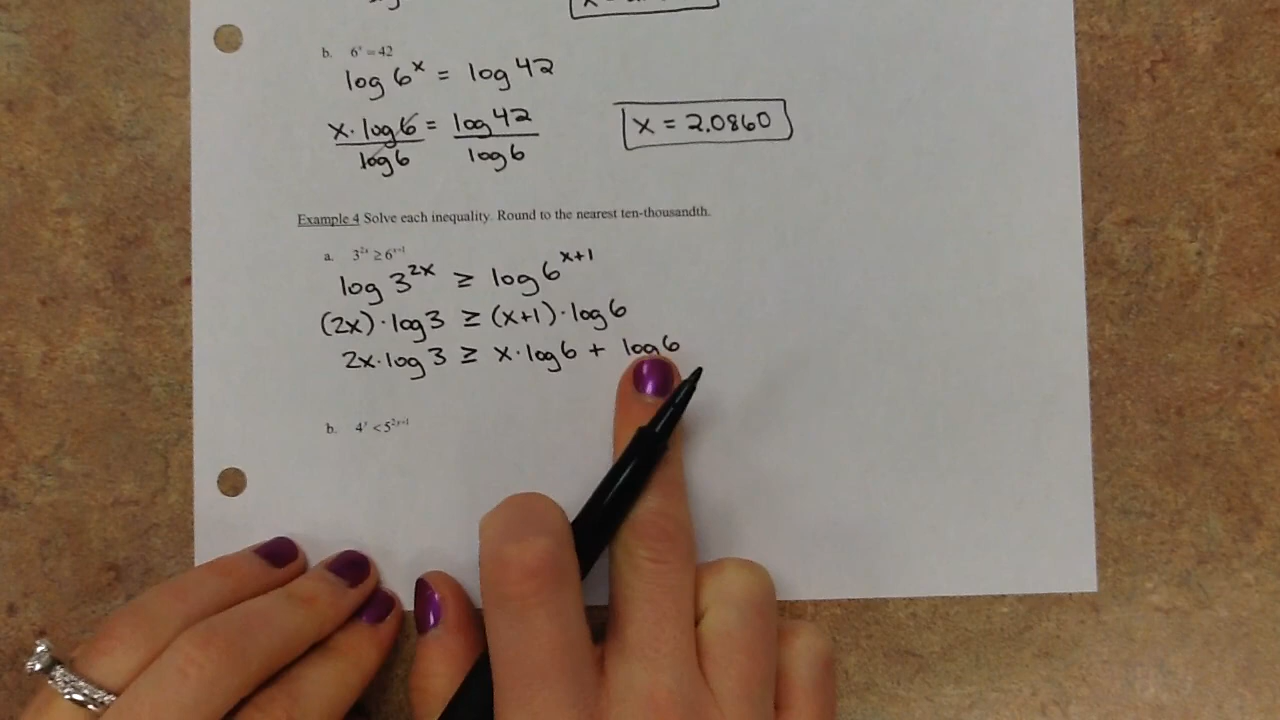 b. 6ˣ = 42
log 6ˣ = log 42
x · log 6 = log 42
log 6 log 6
x = 2.0860
Example 4 Solve each inequality. Round to the nearest ten-thousandth.
a. 3²ˣ ≥ 6ˣ⁺¹
log 3²ˣ ≥ log 6ˣ⁺¹
(2x) · log 3 ≥ (x+1) · log 6
2x · log 3 ≥ x · log 6 + log 6
b. 4ʸ < 5²ʸ⁺¹